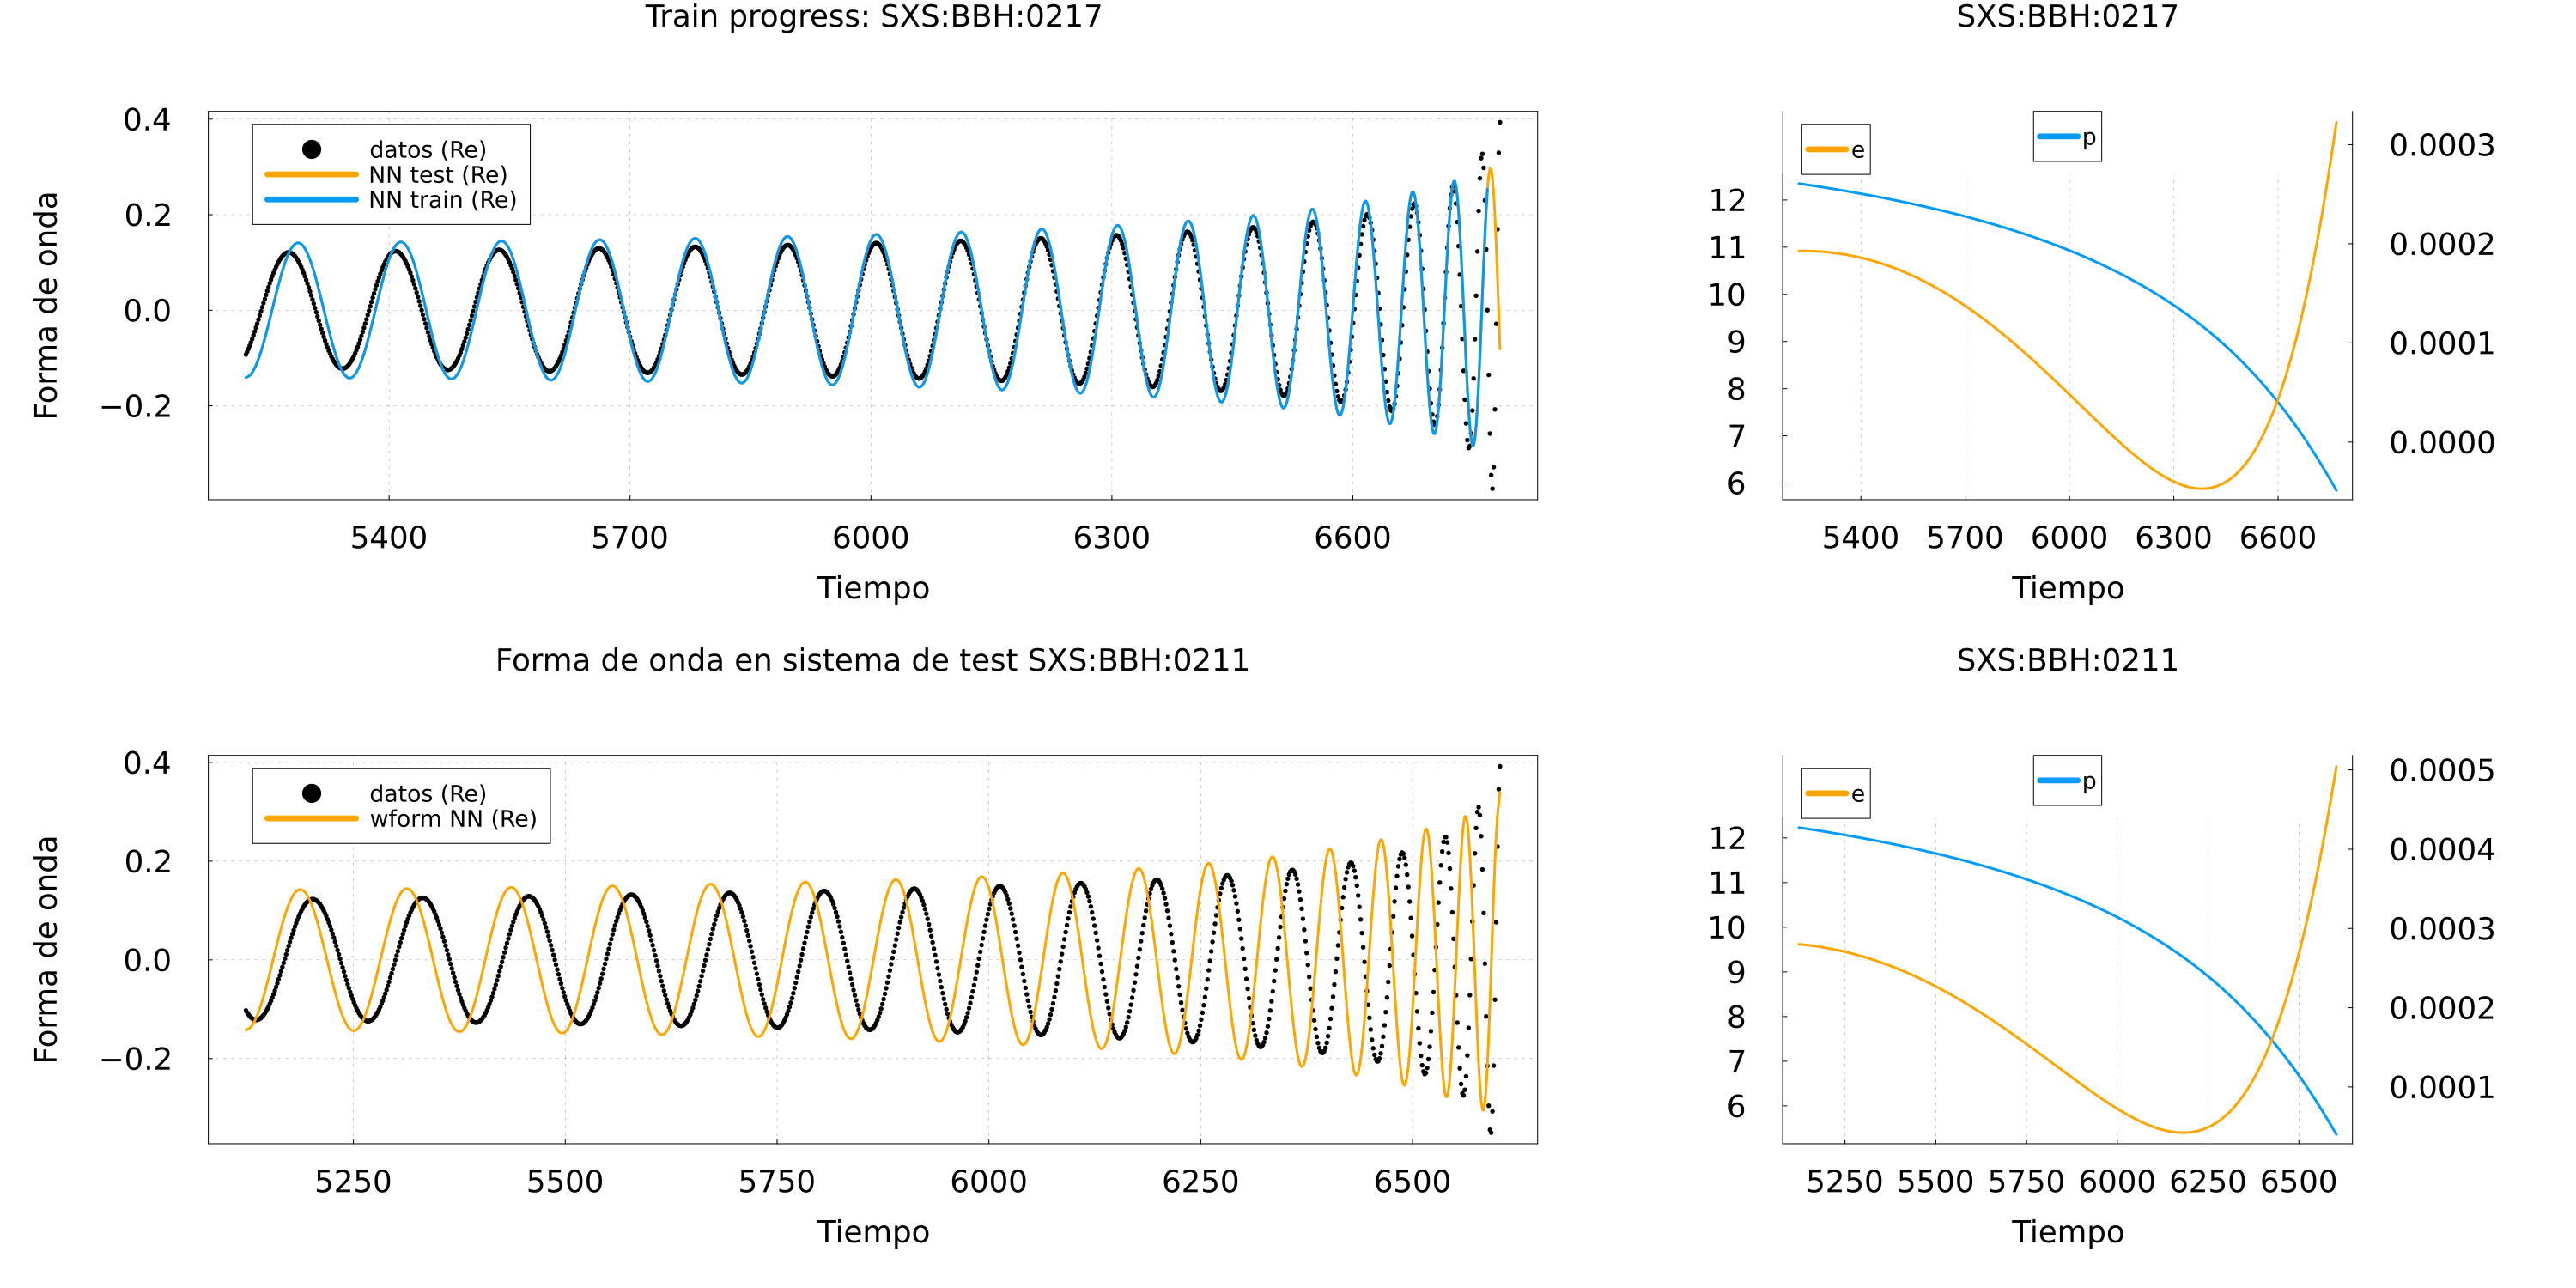 Train progress: SXS:BBH:0217
0.4
0.2
0.0
−0.2
Forma de onda
datos (Re)
NN test (Re)
NN train (Re)
5400 5700 6000 6300 6600
Tiempo
SXS:BBH:0217
e
p
12
11
10
9
8
7
6
0.0003
0.0002
0.0001
0.0000
5400 5700 6000 6300 6600
Tiempo
Forma de onda en sistema de test SXS:BBH:0211
0.4
0.2
0.0
−0.2
Forma de onda
datos (Re)
wform NN (Re)
5250 5500 5750 6000 6250 6500
Tiempo
SXS:BBH:0211
e
p
12
11
10
9
8
7
6
0.0005
0.0004
0.0003
0.0002
0.0001
5250 5500 5750 6000 6250 6500
Tiempo